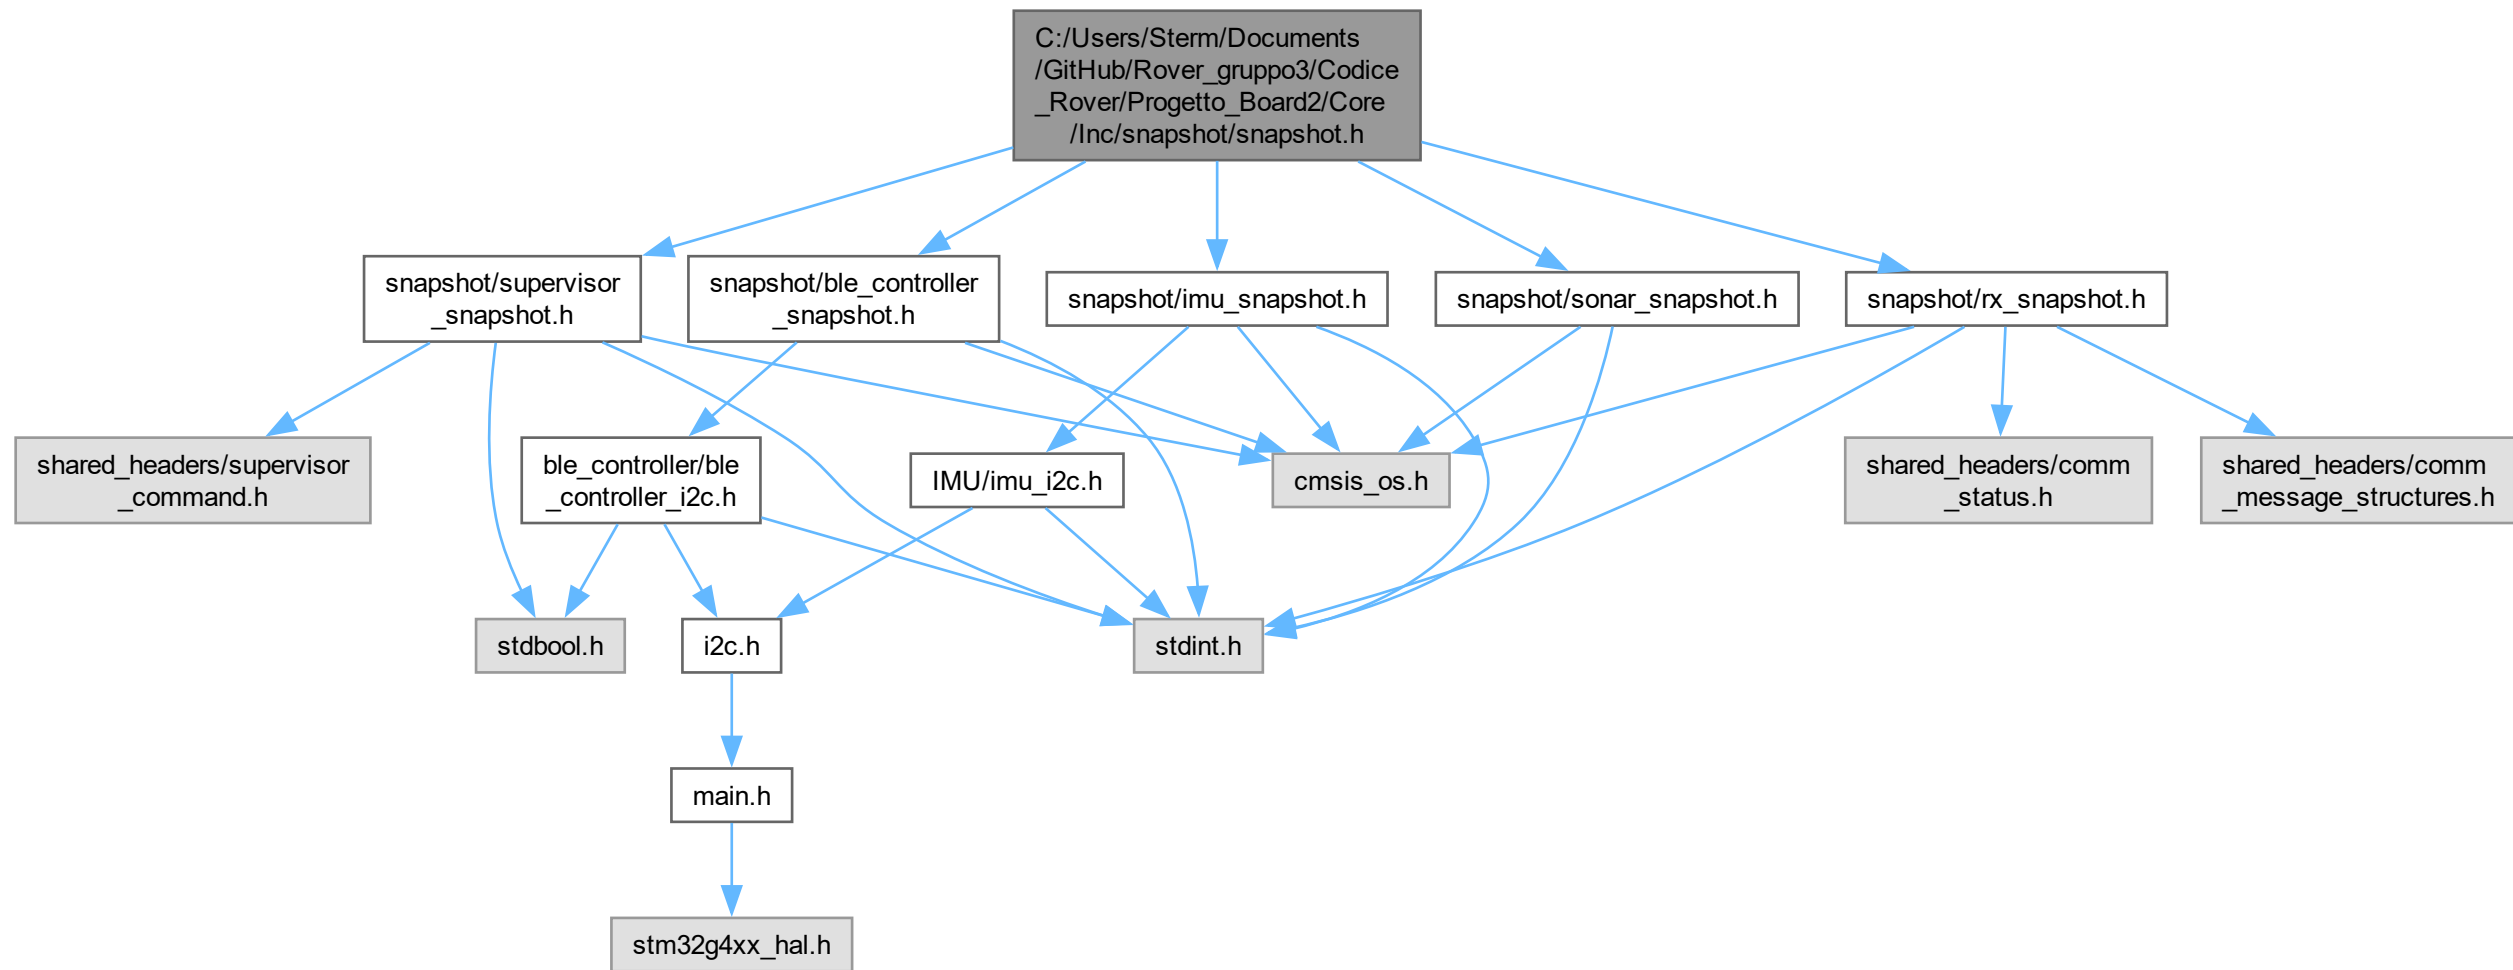 C:/Users/Sterm/Documents
/GitHub/Rover_gruppo3/Codice
_Rover/Progetto_Board2/Core
/Inc/snapshot/snapshot.h
snapshot/supervisor
_snapshot.h
snapshot/ble_controller
_snapshot.h
snapshot/imu_snapshot.h
snapshot/sonar_snapshot.h
snapshot/rx_snapshot.h
shared_headers/supervisor
_command.h
ble_controller/ble
_controller_i2c.h
IMU/imu_i2c.h
cmsis_os.h
shared_headers/comm
_status.h
shared_headers/comm
_message_structures.h
stdbool.h
i2c.h
stdint.h
main.h
stm32g4xx_hal.h